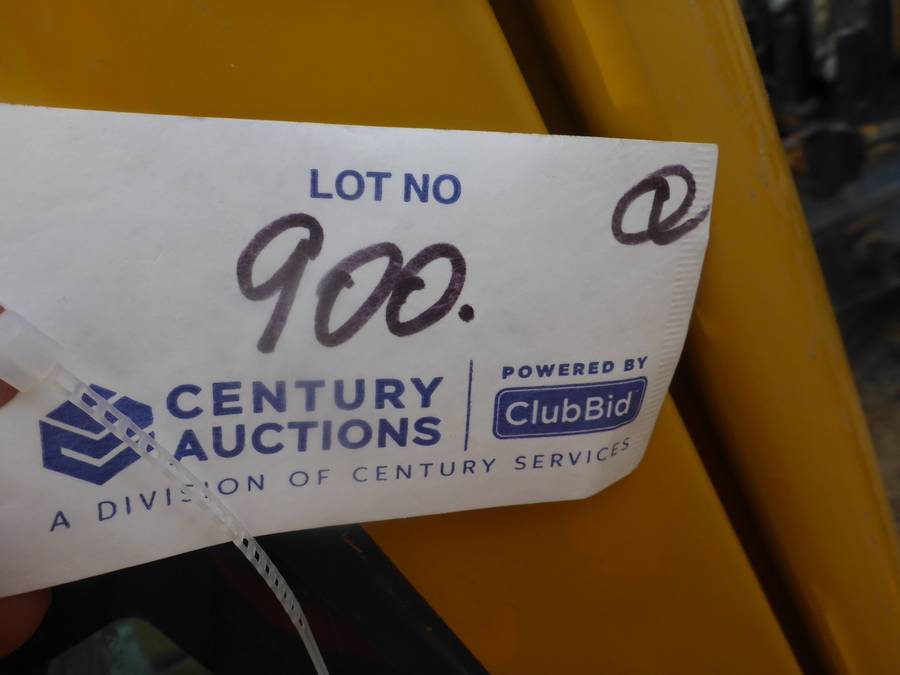 LOT NO
900.
CENTURY
AUCTIONS
A DIVISION OF CENTURY SERVICES
POWERED BY
ClubBid